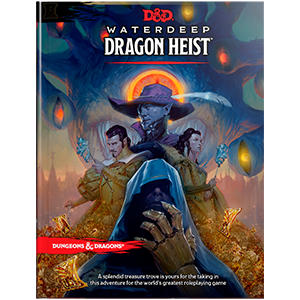 D&D
WATERDEEP
DRAGON HEIST™
DUNGEONS & DRAGONS®
A splendid treasure trove is yours for the taking in
this adventure for the world's greatest roleplaying game